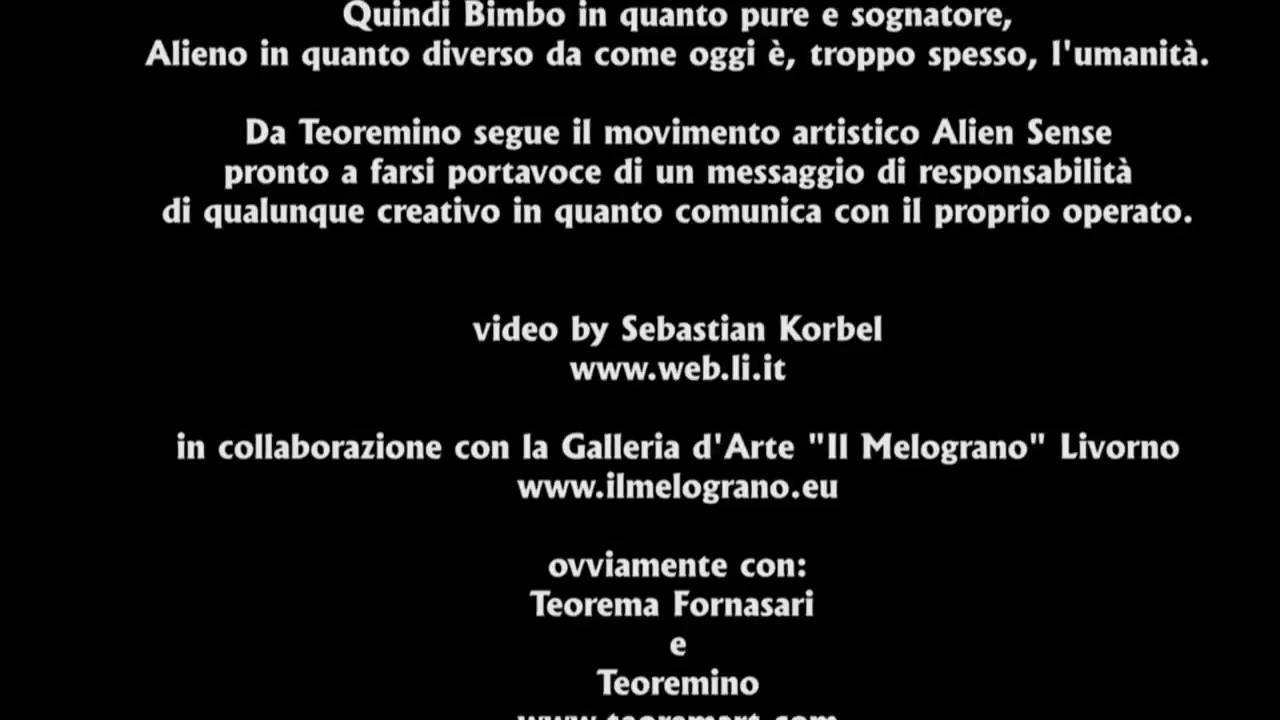 Quindi Bimbo in quanto pure e sognatore,
Alieno in quanto diverso da come oggi è, troppo spesso, l'umanità.
Da Teoremino segue il movimento artistico Alien Sense
pronto a farsi portavoce di un messaggio di responsabilità
di qualunque creativo in quanto comunica con il proprio operato.
video by Sebastian Korbel
www.web.li.it
in collaborazione con la Galleria d'Arte "Il Melograno" Livorno
www.ilmelograno.eu
ovviamente con:
Teorema Fornasari
e
Teoremino
www.teoremart.com